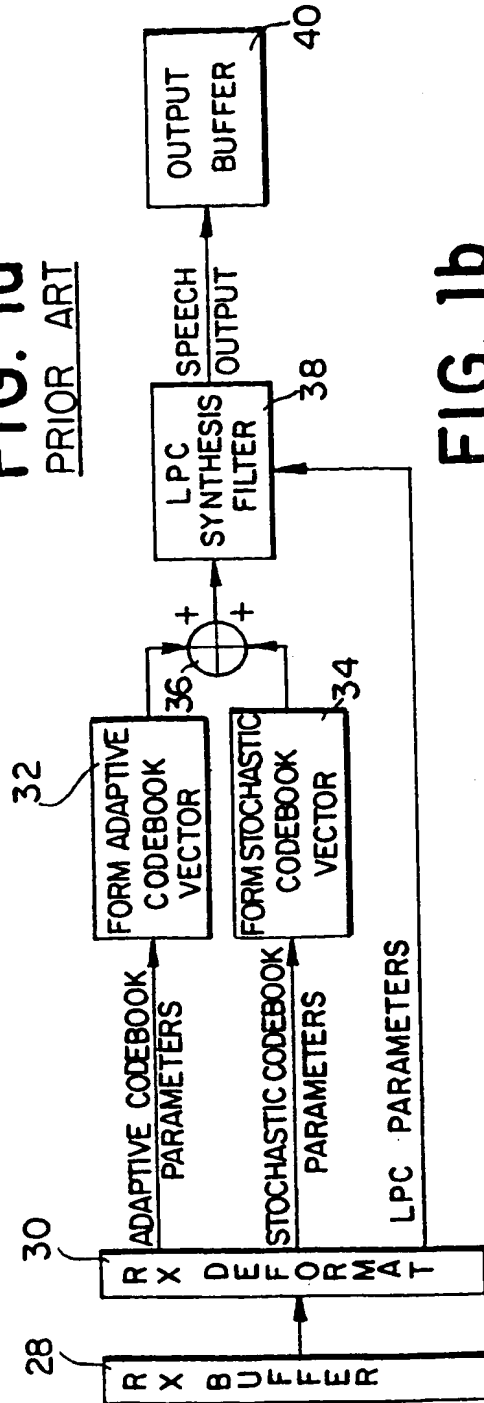 FIG. 1a
PRIOR ART
28
RX BUFFER
30
RX DEFORMAT
ADAPTIVE CODEBOOK
PARAMETERS
STOCHASTIC CODEBOOK
PARAMETERS
LPC PARAMETERS
32
FORM ADAPTIVE
CODEBOOK
VECTOR
FORM STOCHASTIC
CODEBOOK
VECTOR
34
36
+
+
LPC
SYNTHESIS
FILTER
38
SPEECH
OUTPUT
OUTPUT
BUFFER
40
FIG. 1b